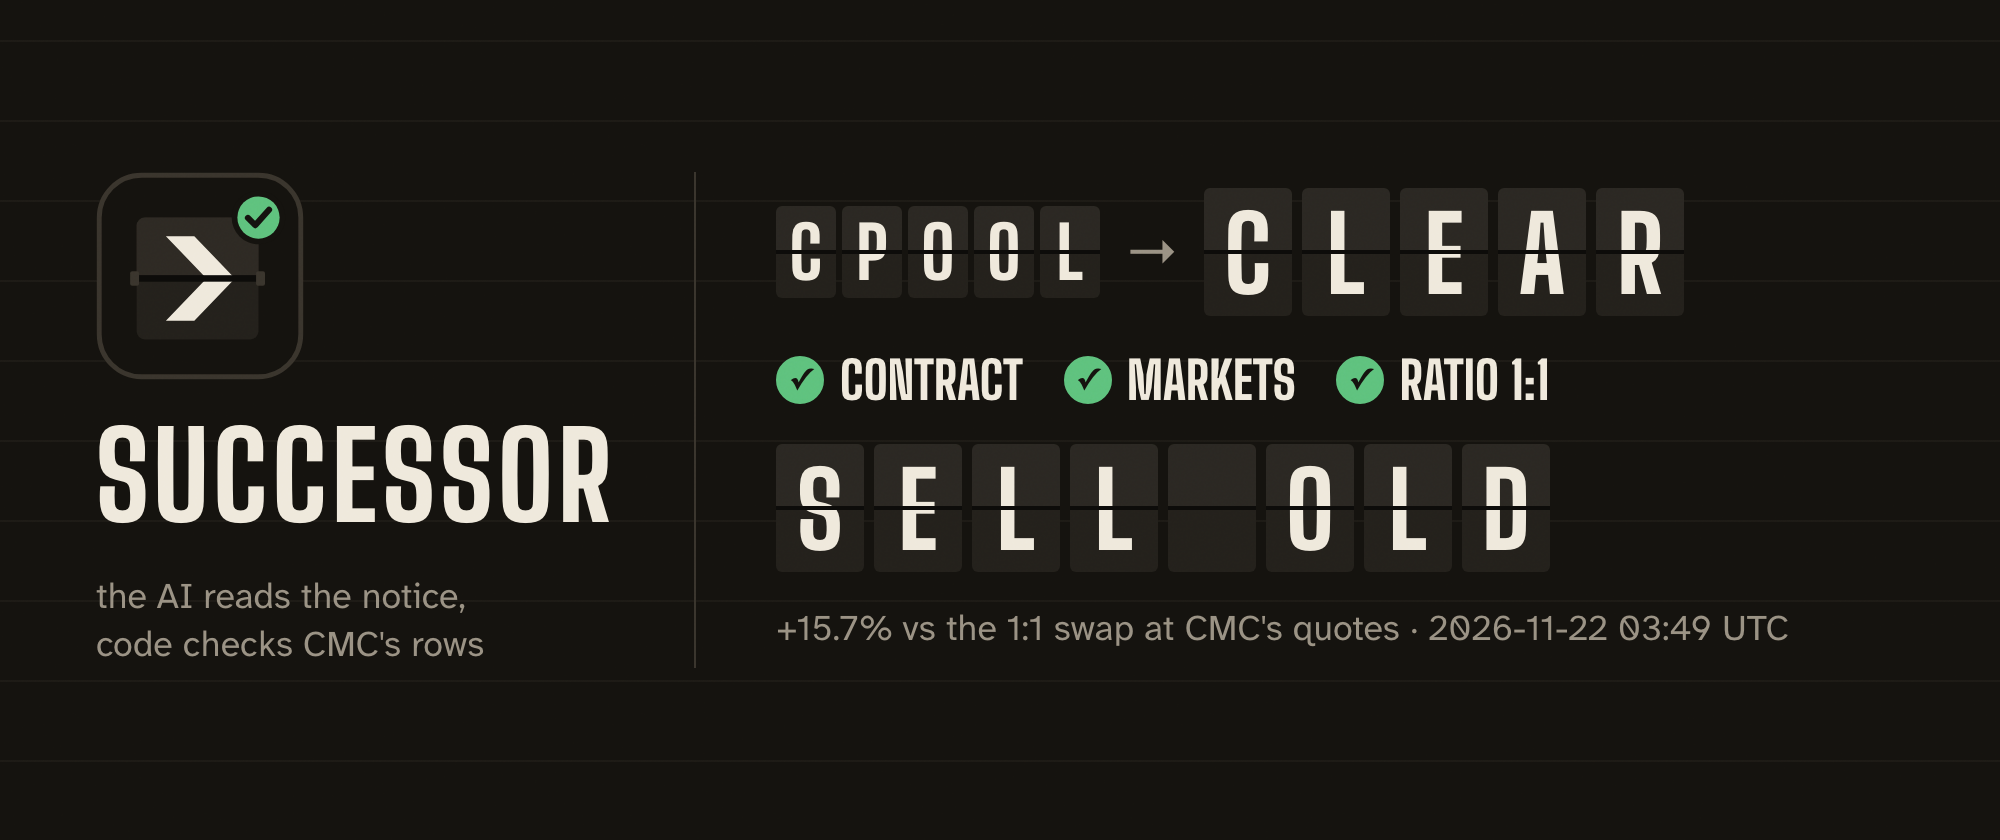 SUCCESSOR
the AI reads the notice,
code checks CMC's rows
CPOOL → CLEAR
✓ CONTRACT ✓ MARKETS ✓ RATIO 1:1
SELL OLD
+15.7% vs the 1:1 swap at CMC's quotes · 2026-11-22 03:49 UTC